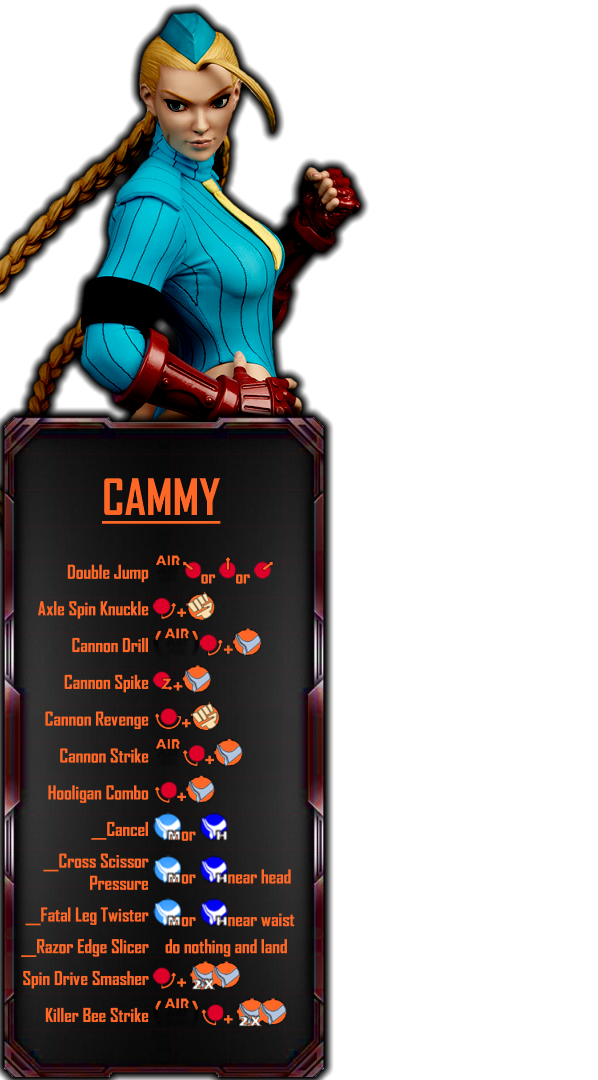 CAMMY
Double Jump AIR or or
Axle Spin Knuckle +
Cannon Drill (AIR) +
Cannon Spike Z+
Cannon Revenge +
Cannon Strike AIR +
Hooligan Combo +
__Cancel M or H
__Cross Scissor
Pressure M or H near head
__Fatal Leg Twister M or H near waist
__Razor Edge Slicer do nothing and land
Spin Drive Smasher + 2X
Killer Bee Strike (AIR) + 2X